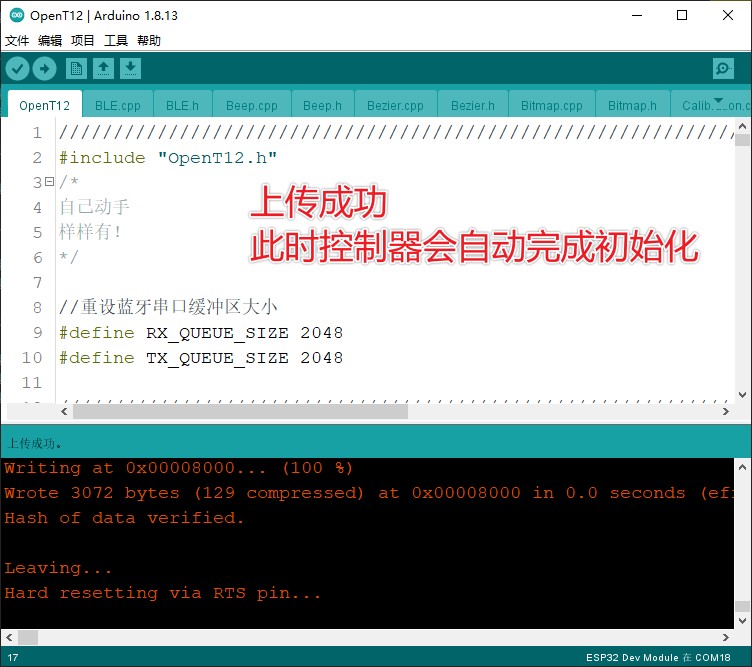 OpenT12 | Arduino 1.8.13
文件 编辑 项目 工具 帮助
OpenT12 BLE.cpp BLE.h Beep.cpp Beep.h Bezier.cpp Bezier.h Bitmap.cpp Bitmap.h
1 //////////////////////////////////////////////////////////////
2 #include "OpenT12.h"
3 /*
4 自己动手
5 样样有!
6 */
上传成功
此时控制器会自动完成初始化
7
8 //重设蓝牙串口缓冲区大小
9 #define RX_QUEUE_SIZE 2048
10 #define TX_QUEUE_SIZE 2048
11
上传成功。
Writing at 0x00008000... (100 %)
Wrote 3072 bytes (129 compressed) at 0x00008000 in 0.0 seconds (eff
Hash of data verified.
Leaving...
Hard resetting via RTS pin...
17 ESP32 Dev Module 在 COM18